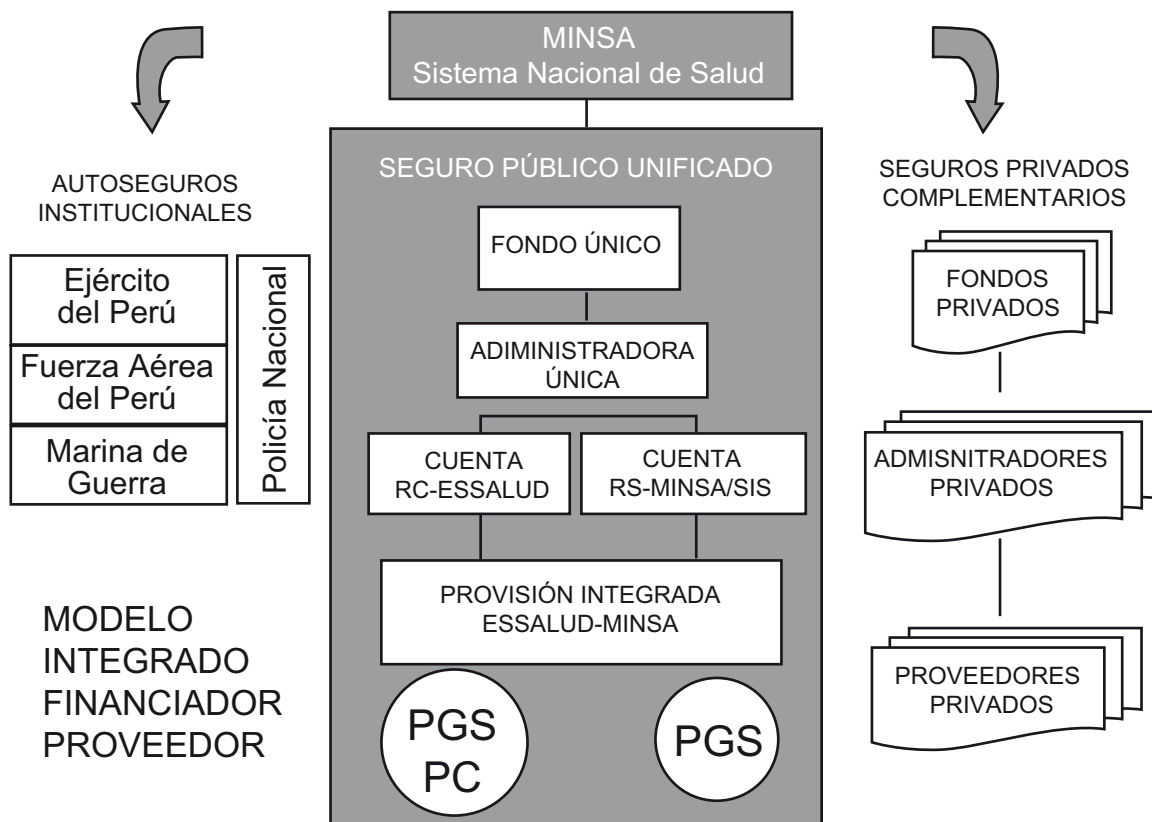 MINSA
Sistema Nacional de Salud
AUTOSEGUROS
INSTITUCIONALES
Ejército
del Perú
Fuerza Aérea
del Perú
Marina de
Guerra
Policía Nacional
MODELO
INTEGRADO
FINANCIADOR
PROVEEDOR
SEGURO PÚBLICO UNIFICADO
FONDO ÚNICO
ADIMINISTRADORA
ÚNICA
CUENTA
RC-ESSALUD
CUENTA
RS-MINSA/SIS
PROVISIÓN INTEGRADA
ESSALUD-MINSA
PGS
PC
PGS
SEGUROS PRIVADOS
COMPLEMENTARIOS
FONDOS
PRIVADOS
ADMISNITRADORES
PRIVADOS
PROVEEDORES
PRIVADOS